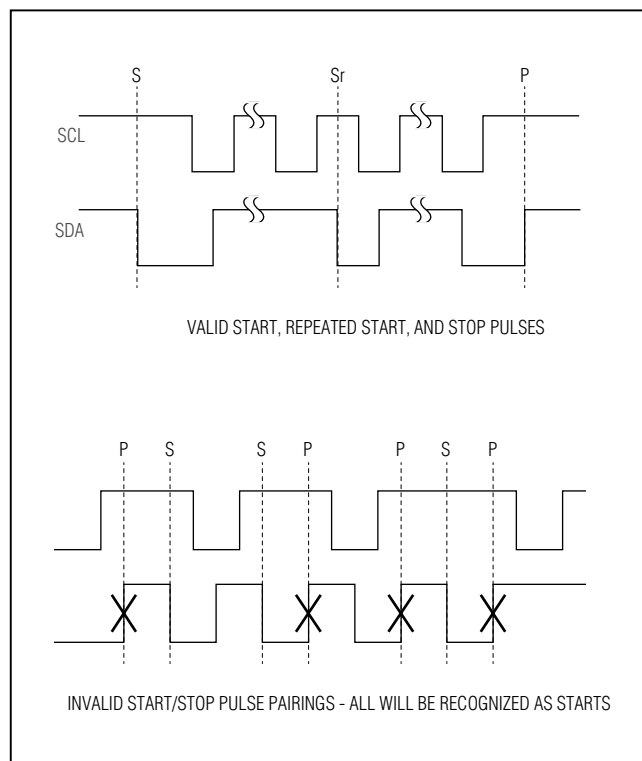 S Sr P
SCL
SDA
VALID START, REPEATED START, AND STOP PULSES
P S S P P S P
INVALID START/STOP PULSE PAIRINGS - ALL WILL BE RECOGNIZED AS STARTS